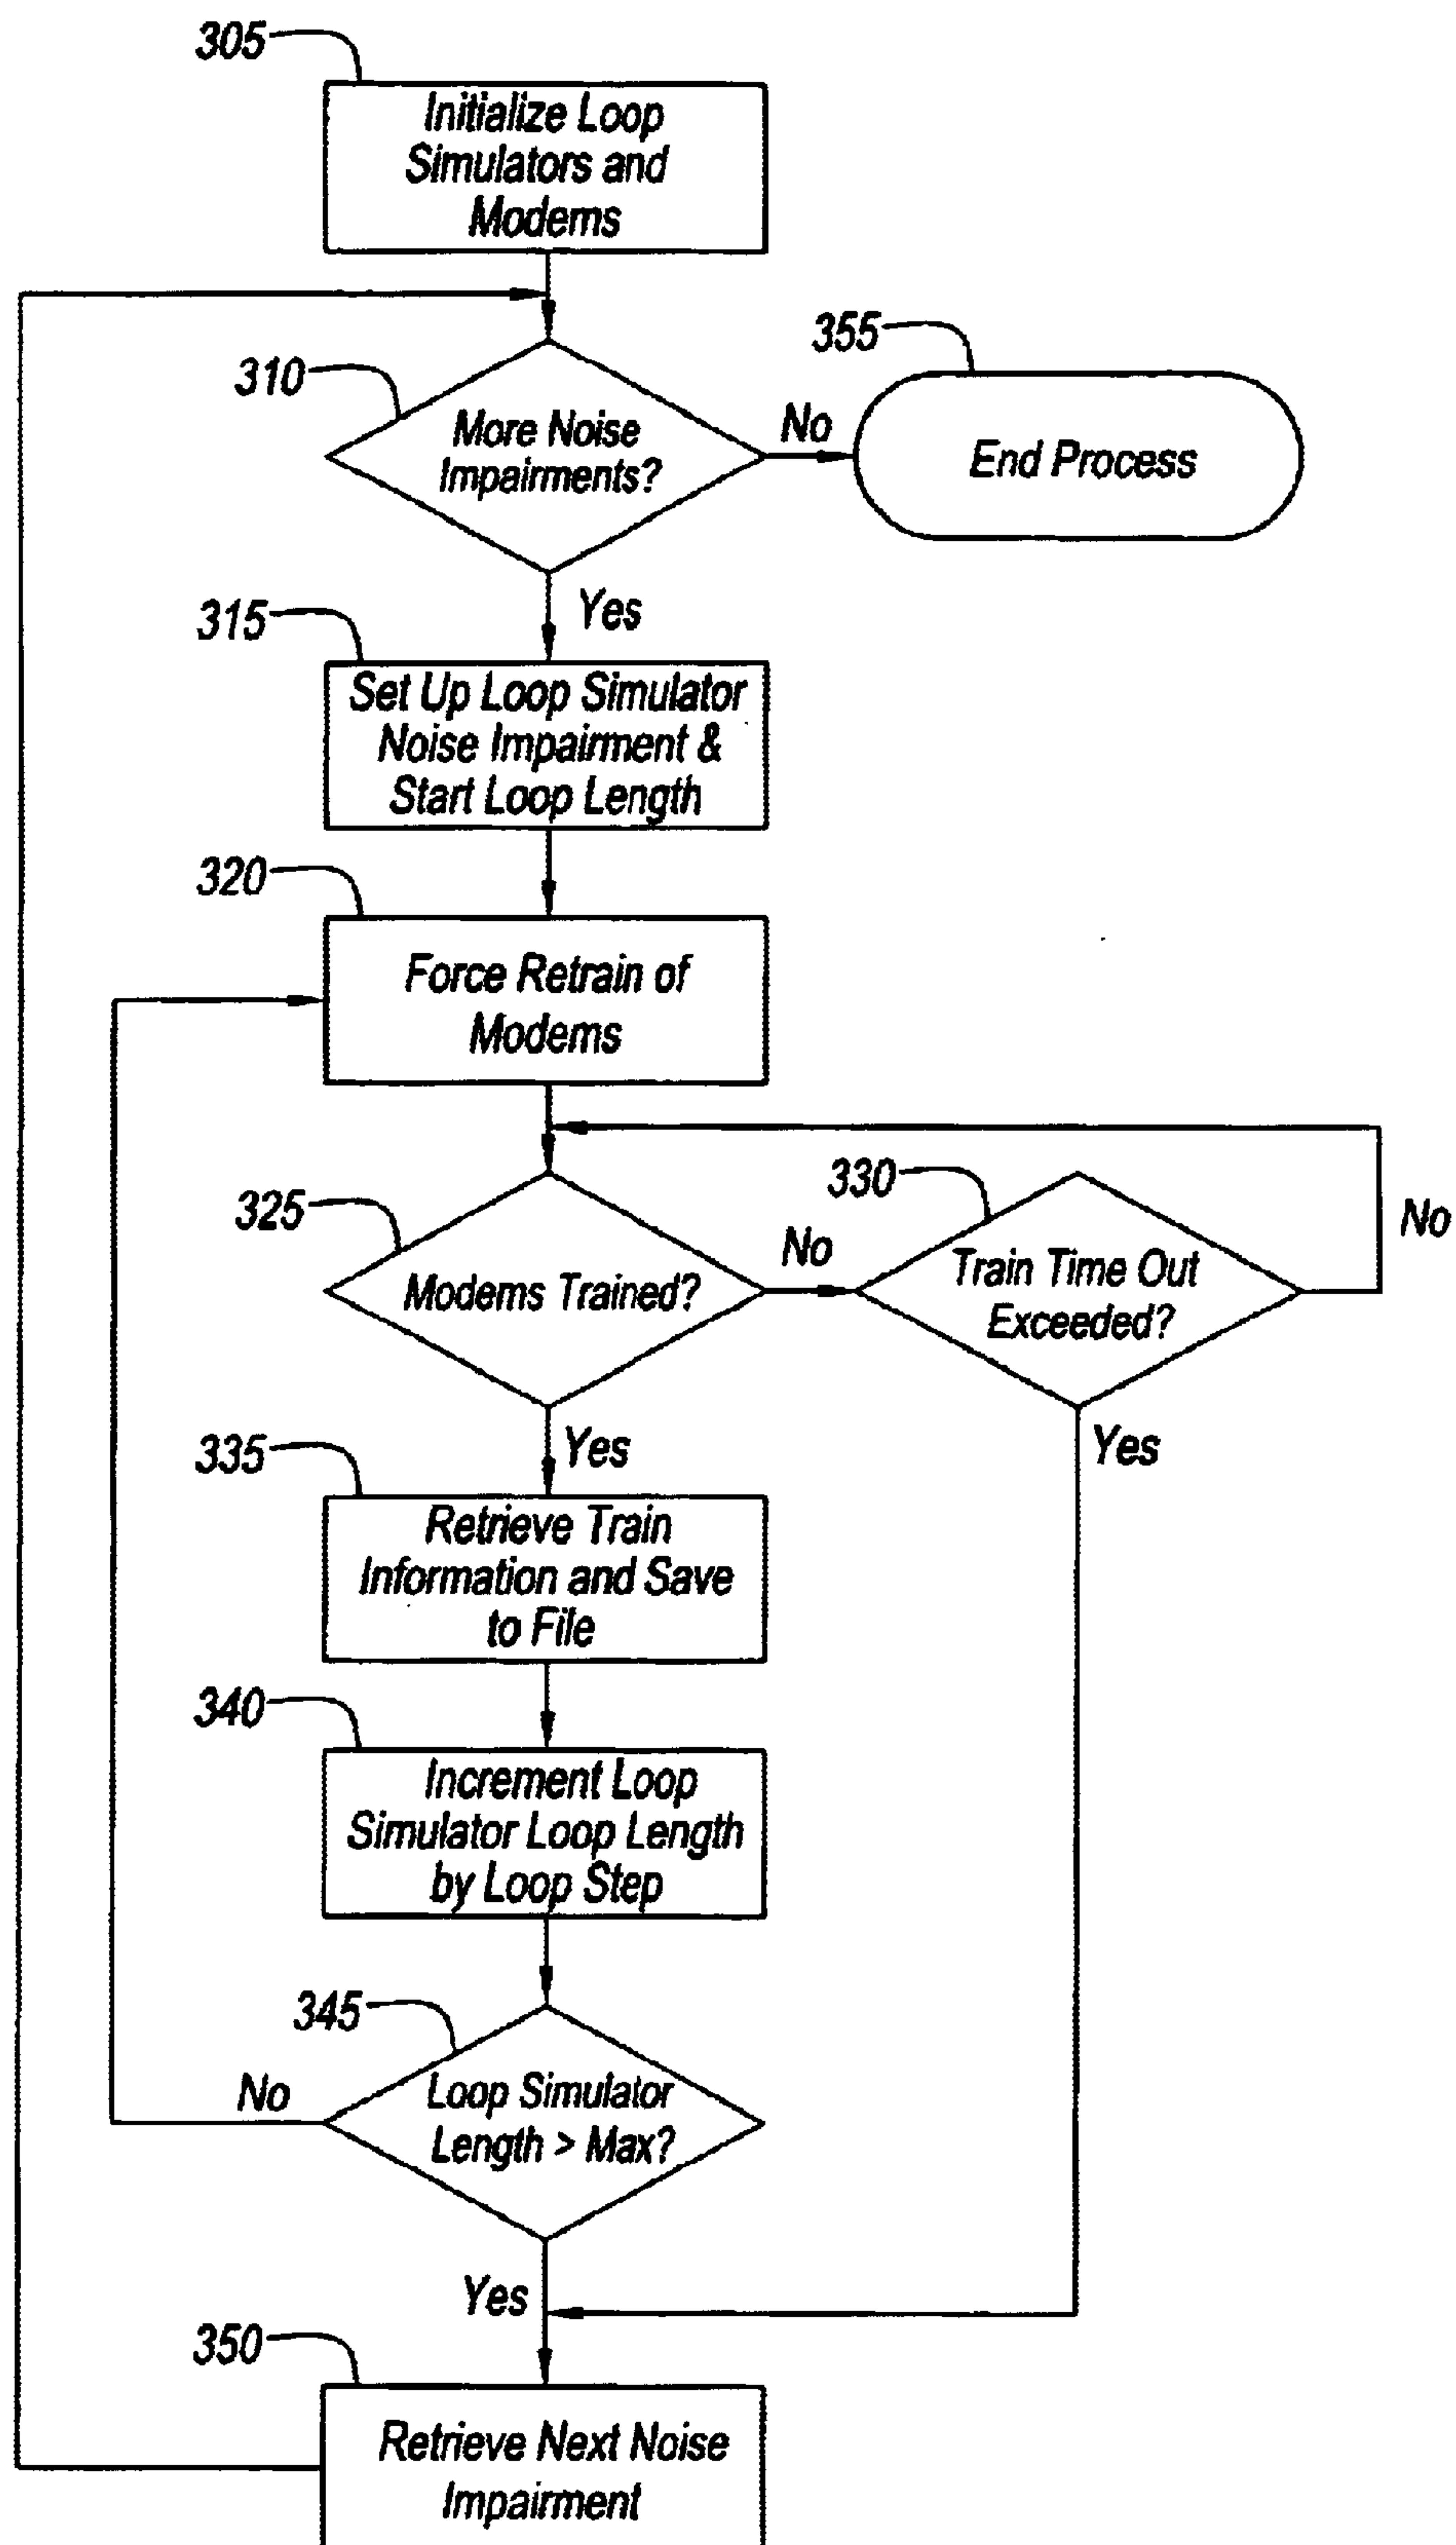 305
Initialize Loop
Simulators and
Modems
310
More Noise
Impairments?
No
355
End Process
Yes
315
Set Up Loop Simulator
Noise Impairment &
Start Loop Length
320
Force Retrain of
Modems
325
Modems Trained?
No
330
Train Time Out
Exceeded?
No
Yes
Yes
335
Retrieve Train
Information and Save
to File
340
Increment Loop
Simulator Loop Length
by Loop Step
345
Loop Simulator
Length > Max?
No
Yes
350
Retrieve Next Noise
Impairment